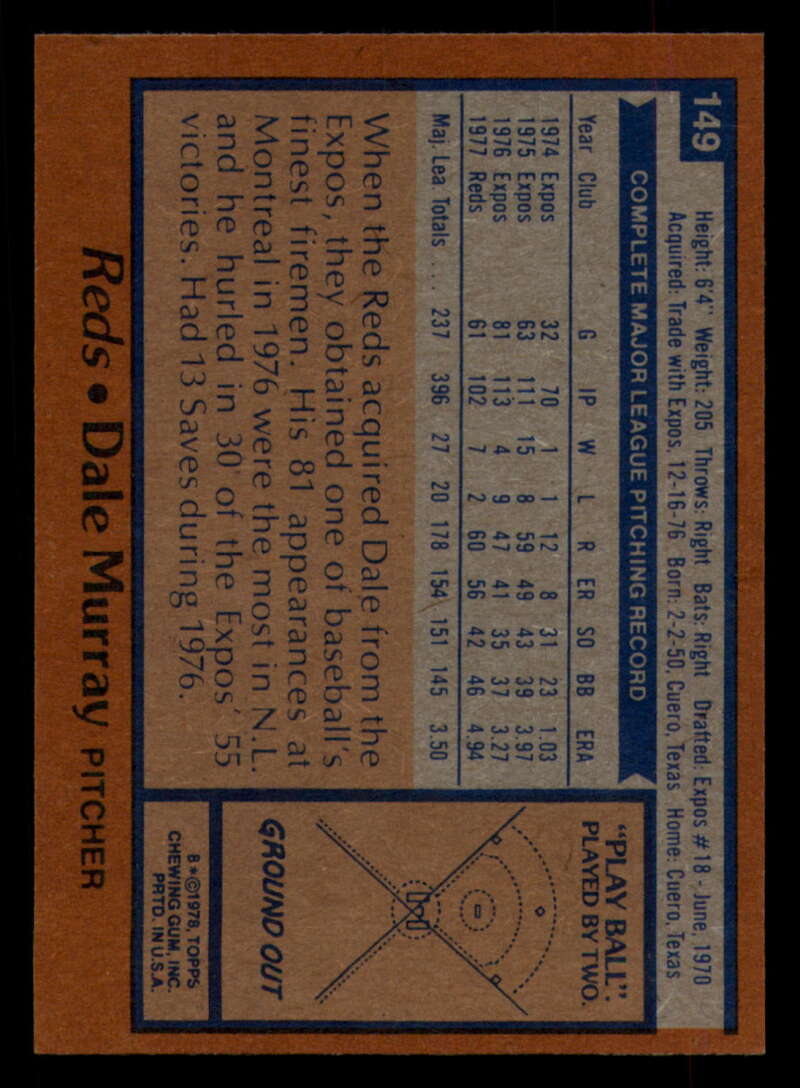 149
Height: 6'4" Weight: 205 Throws: Right Bats: Right Drafted: Expos #18 - June, 1970
Acquired: Trade with Expos, 12-16-76 Born: 2-2-50, Cuero, Texas Home: Cuero, Texas
COMPLETE MAJOR LEAGUE PITCHING RECORD
Year Club G IP W L R ER SO BB ERA
1974 Expos 32 70 1 1 12 8 31 23 1.03
1975 Expos 63 111 15 8 59 49 43 39 3.97
1976 Expos 81 113 4 9 47 41 35 37 3.27
1977 Reds 61 102 7 2 60 56 42 46 4.94
Maj. Lea Totals . . . 237 396 27 20 178 154 151 145 3.50
When the Reds acquired Dale from the
Expos, they obtained one of baseball's
finest firemen. His 81 appearances at
Montreal in 1976 were the most in N.L.
and he hurled in 30 of the Expos' 55
victories. Had 13 Saves during 1976.
"PLAY BALL":
PLAYED BY TWO.
GROUND OUT
B*©1978, TOPPS
CHEWING GUM, INC.
PRTD. IN U.S.A.
Reds • Dale Murray PITCHER